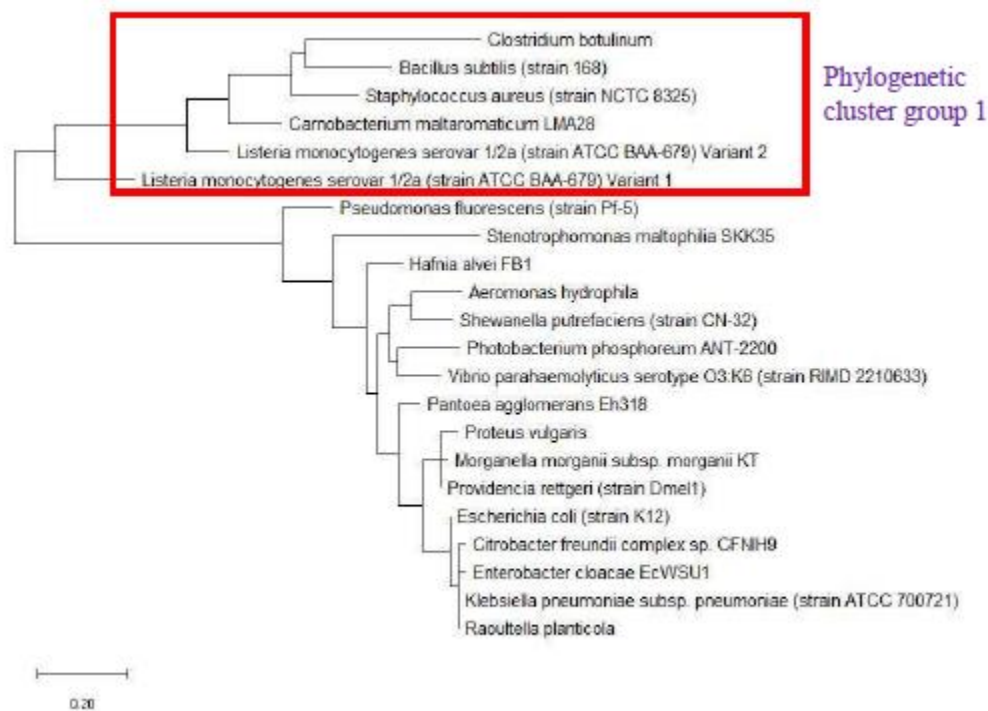 Clostridium botulinum
Bacillus subtilis (strain 168)
Staphylococcus aureus (strain NCTC 8325)
Carnobacterium maltaromaticum LMA28
Listeria monocytogenes serovar 1/2a (strain ATCC BAA-679) Variant 2
Listeria monocytogenes serovar 1/2a (strain ATCC BAA-679) Variant 1
Phylogenetic
cluster group 1
Pseudomonas fluorescens (strain Pf-5)
Stenotrophomonas maltophilia SKK35
Hafnia alvei FB1
Aeromonas hydrophila
Shewanella putrefaciens (strain CN-32)
Photobacterium phosphoreum ANT-2200
Vibrio parahaemolyticus serotype O3:K6 (strain RIMD 2210633)
Pantoea agglomerans Eh318
Proteus vulgaris
Morganella morganii subsp. morganii KT
Providencia rettgeri (strain Dmel1)
Escherichia coli (strain K12)
Citrobacter freundii complex sp. CFNIH9
Enterobacter cloacae EcWSU1
Klebsiella pneumoniae subsp. pneumoniae (strain ATCC 700721)
Raoultella planticola
0.20